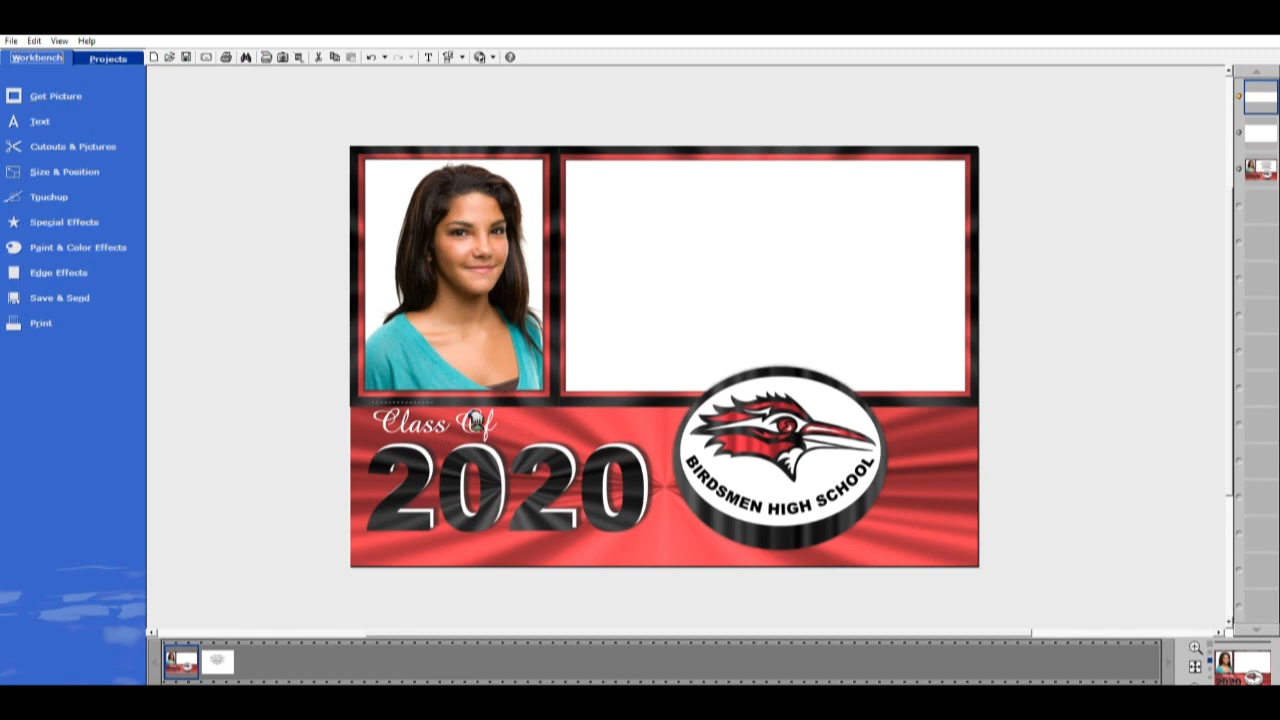 File Edit View Help
Workbench
Projects
Get Picture
Text
Cutouts & Pictures
Size & Position
Touchup
Special Effects
Paint & Color Effects
Edge Effects
Save & Send
Print
Class Of
2020
BIRDSMEN HIGH SCHOOL